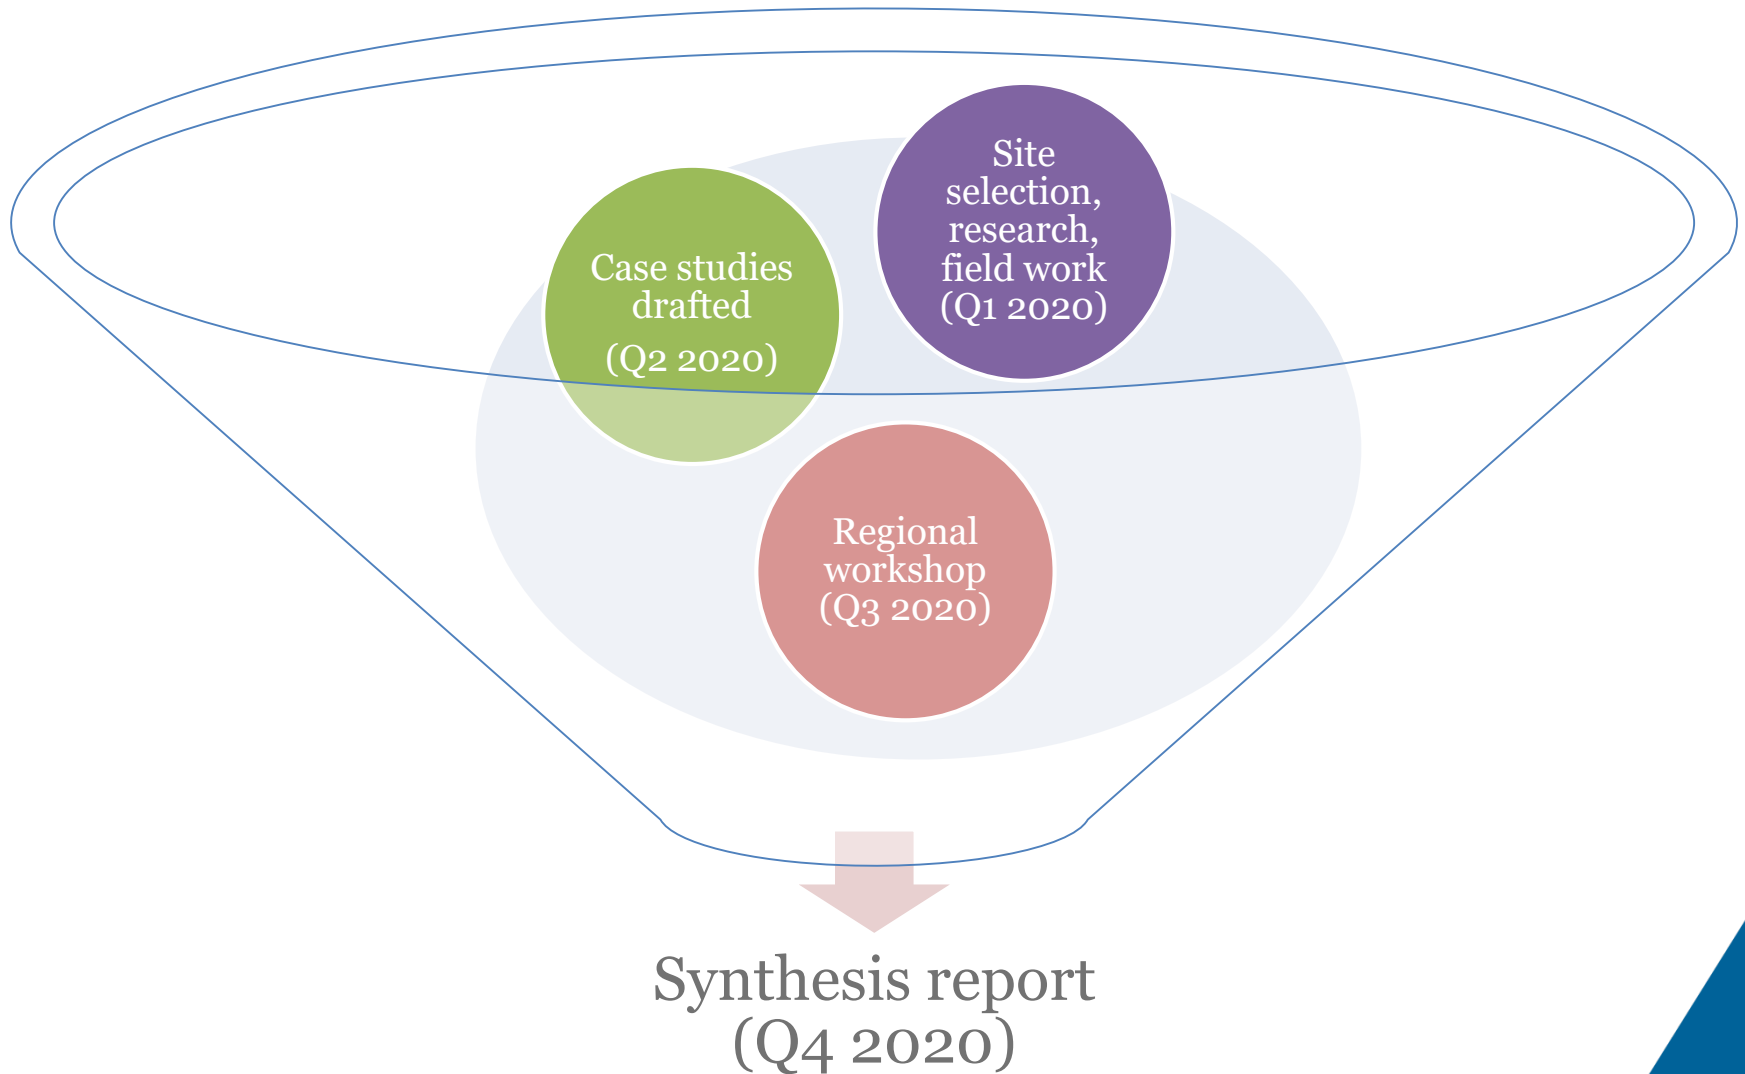 Site
selection,
research,
field work
(Q1 2020)
Case studies
drafted
(Q2 2020)
Regional
workshop
(Q3 2020)
Synthesis report
(Q4 2020)